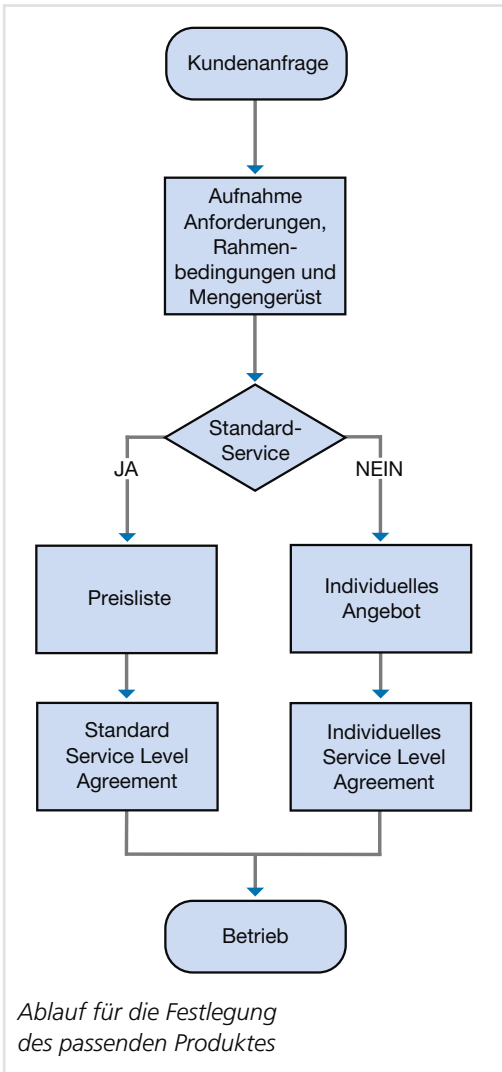 Kundenanfrage
Aufnahme
Anforderungen,
Rahmen-
bedingungen und
Mengengerüst
Standard-
Service
JA
NEIN
Preisliste
Individuelles
Angebot
Standard
Service Level
Agreement
Individuelles
Service Level
Agreement
Betrieb
Ablauf für die Festlegung
des passenden Produktes